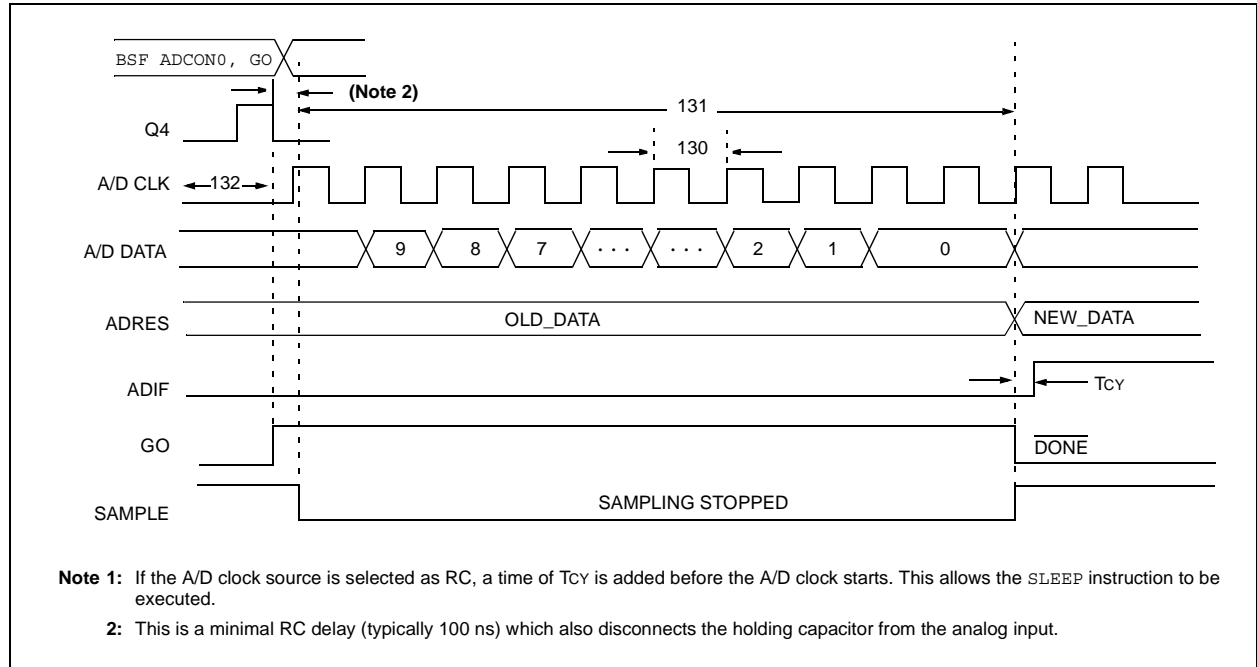 BSF ADCON0, GO
(Note 2)
131
Q4
130
A/D CLK
132
A/D DATA
9 8 7 . . . . . . 2 1 0
ADRES
OLD_DATA
NEW_DATA
ADIF
TCY
GO
DONE
SAMPLE
SAMPLING STOPPED
Note 1: If the A/D clock source is selected as RC, a time of TCY is added before the A/D clock starts. This allows the SLEEP instruction to be
executed.
2: This is a minimal RC delay (typically 100 ns) which also disconnects the holding capacitor from the analog input.